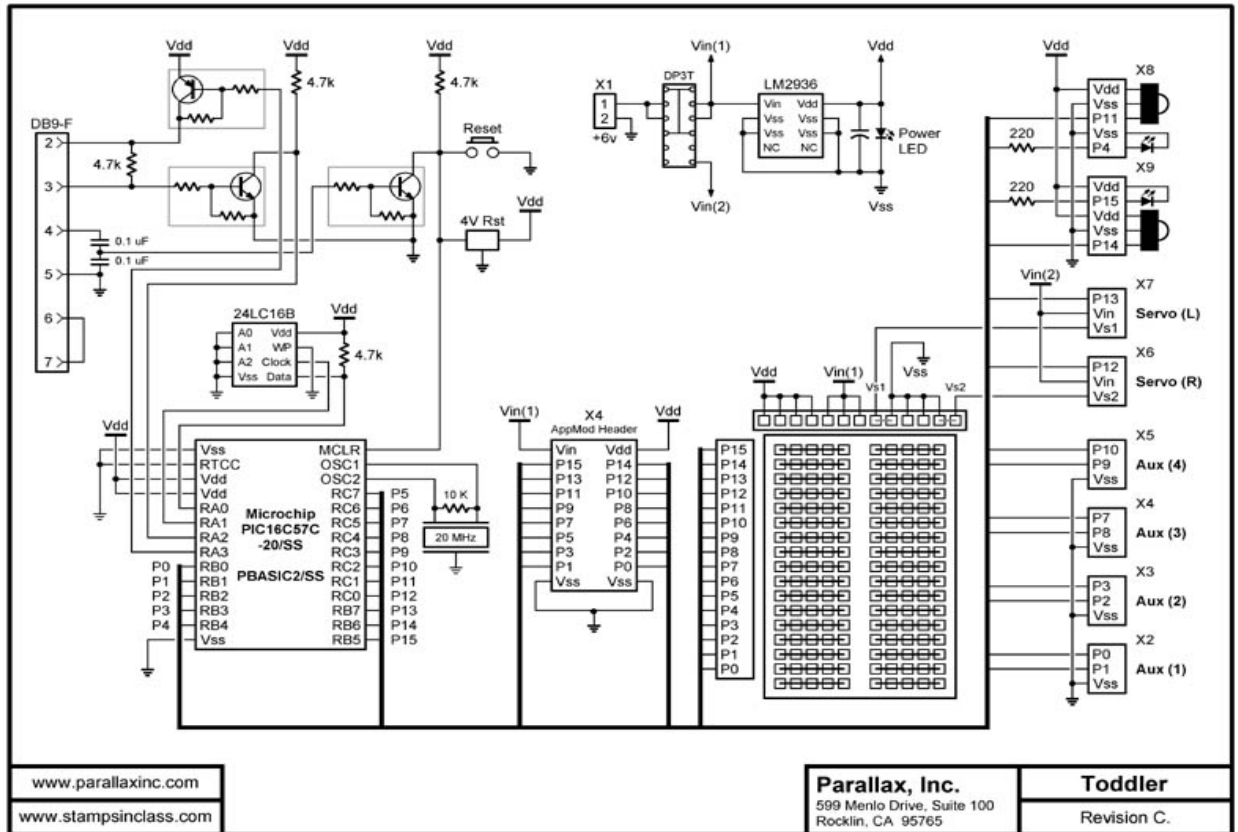 Vdd
Vdd
Vdd
4.7k
4.7k
DB9-F
2
3
4
5
6
7
4.7k
0.1 uF
0.1 uF
Reset
4V Rst
Vdd
X1
1
2
+6v
DP3T
Vin(1)
Vin(2)
LM2936
Vin Vdd
Vss Vss
Vss Vss
NC NC
Vdd
Power
LED
Vss
Vdd
X8
Vdd
Vss
P11
Vss
P4
220
X9
Vdd
P15
Vdd
Vss
P14
220
Vin(2)
X7
P13
Vin
Vs1
Servo (L)
X6
P12
Vin
Vs2
Servo (R)
X5
P10
P9
Vss
Aux (4)
X4
P7
P8
Vss
Aux (3)
X3
P3
P2
Vss
Aux (2)
X2
P0
P1
Vss
Aux (1)
24LC16B
A0 Vdd
A1 WP
A2 Clock
Vss Data
Vdd
4.7k
Vdd
Vss MCLR
RTCC OSC1
Vdd OSC2
Vdd RC7 P5
RA0 RC6 P6
RA1 RC5 P7
RA2 RC4 P8
RA3 RC3 P9
P0 RB0 RC2 P10
P1 RB1 RC1 P11
P2 RB2 RC0 P12
P3 RB3 RB7 P13
P4 RB4 RB6 P14
Vss RB5 P15
Microchip
PIC16C57C
-20/SS
PBASIC2/SS
10 K
20 MHz
Vin(1)
X4
AppMod Header
Vdd
Vin Vdd
P15 P14
P13 P12
P11 P10
P9 P8
P7 P6
P5 P4
P3 P2
P1 P0
Vss Vss
Vdd
Vin(1)
Vs1
Vss
Vs2
P15
P14
P13
P12
P11
P10
P9
P8
P7
P6
P5
P4
P3
P2
P1
P0
www.parallaxinc.com
www.stampsinclass.com
Parallax, Inc.
599 Menlo Drive, Suite 100
Rocklin, CA 95765
Toddler
Revision C.